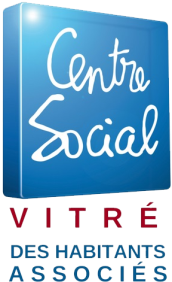 Centre
Social
VITRÉ
DES HABITANTS
ASSOCIÉS